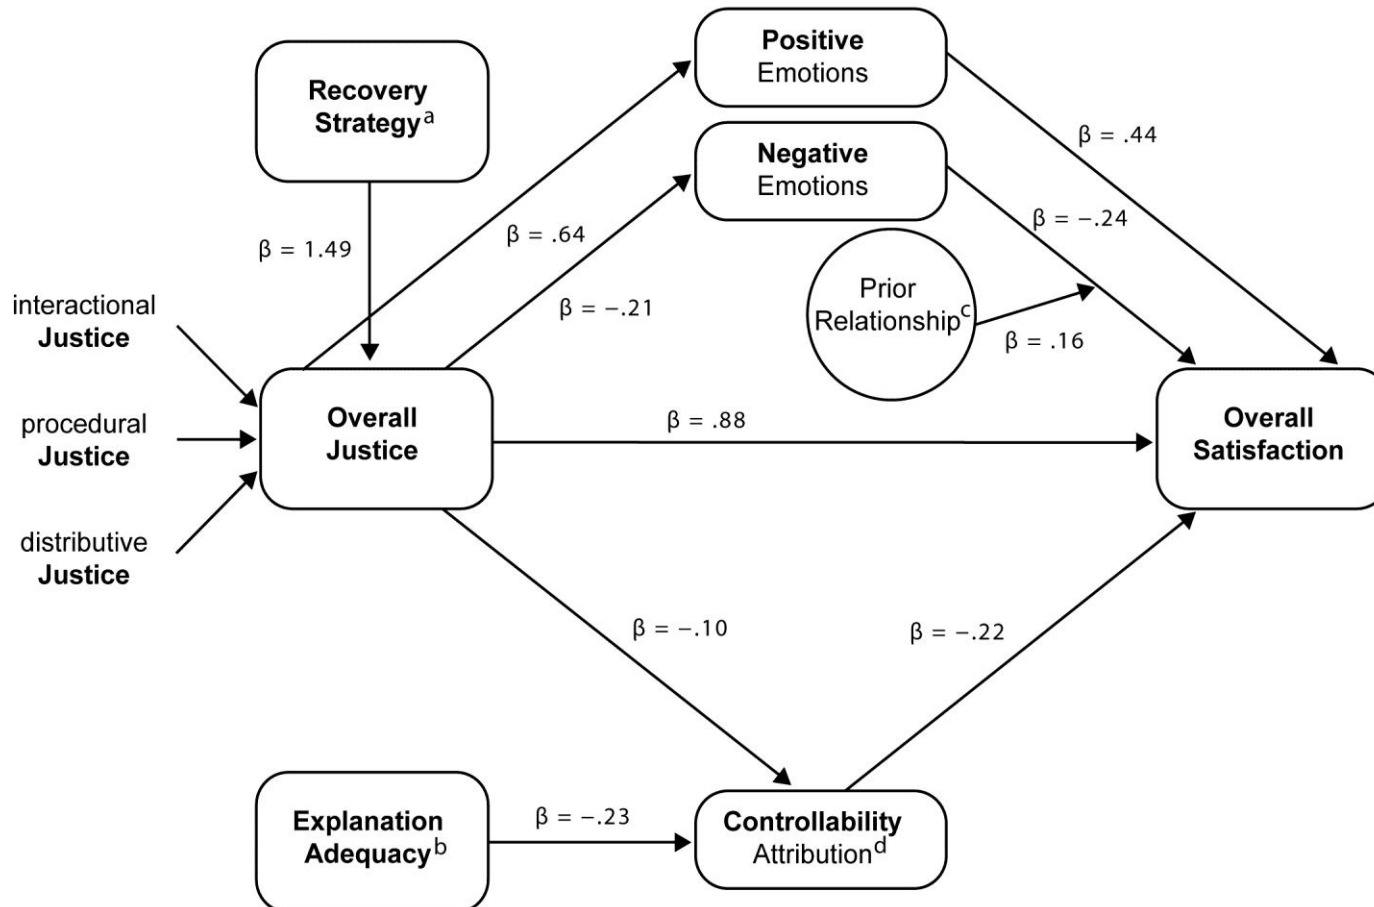 Positive
Emotions
Recovery
Strategy a
β = .44
Negative
Emotions
β = −.24
β = .64
β = 1.49
Prior
Relationship c
β = −.21
β = .16
interactional
Justice
procedural
Justice
distributive
Justice
Overall
Justice
β = .88
Overall
Satisfaction
β = −.10
β = −.22
Explanation
Adequacy b
β = −.23
Controllability
Attribution d